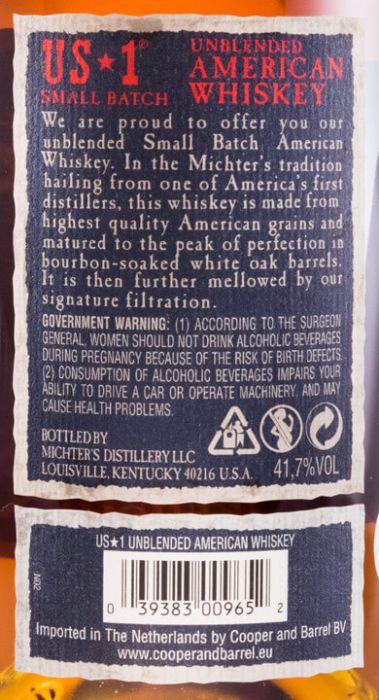 US★1® UNBLENDED
AMERICAN
SMALL BATCH WHISKEY
We are proud to offer you our
unblended Small Batch American
Whiskey. In the Michter's tradition
hailing from one of America's first
distillers, this whiskey is made from
highest quality American grains and
matured to the peak of perfection in
bourbon-soaked white oak barrels.
It is then further mellowed by our
signature filtration.
GOVERNMENT WARNING: (1) ACCORDING TO THE SURGEON
GENERAL, WOMEN SHOULD NOT DRINK ALCOHOLIC BEVERAGES
DURING PREGNANCY BECAUSE OF THE RISK OF BIRTH DEFECTS.
(2) CONSUMPTION OF ALCOHOLIC BEVERAGES IMPAIRS YOUR
ABILITY TO DRIVE A CAR OR OPERATE MACHINERY, AND MAY
CAUSE HEALTH PROBLEMS.
BOTTLED BY
MICHTER'S DISTILLERY LLC
LOUISVILLE, KENTUCKY 40216 U.S.A. 41,7%VOL
US★1 UNBLENDED AMERICAN WHISKEY
0 39383 00965 2
Imported in The Netherlands by Cooper and Barrel BV
www.cooperandbarrel.eu